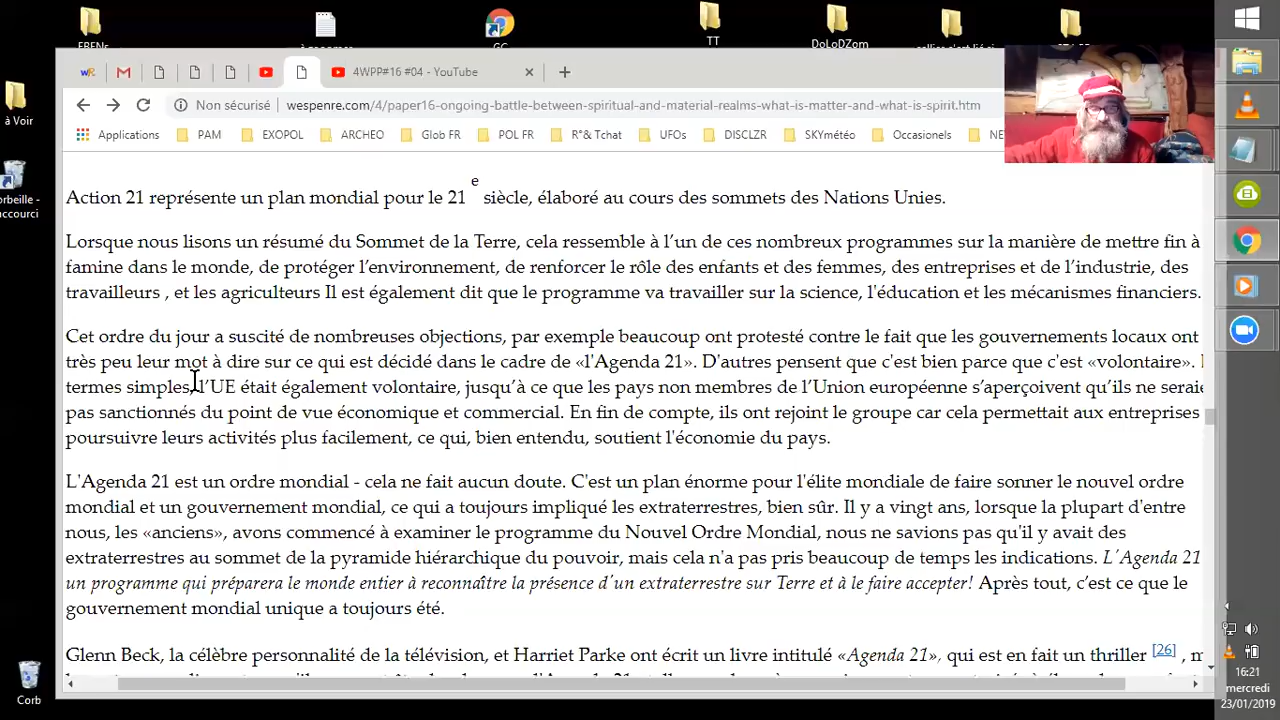 FRENs
GC
TT
DoLoDZom
à Voir
4WPP#16 #04 - YouTube
Non sécurisé
wespenre.com/4/paper16-ongoing-battle-between-spiritual-and-material-realms-what-is-matter-and-what-is-spirit.htm
Applications PAM EXOPOL ARCHEO Glob FR POL FR R°& Tchat UFOs DISCLZR SKYmétéo Occasionels
Action 21 représente un plan mondial pour le 21 e siècle, élaboré au cours des sommets des Nations Unies.
Lorsque nous lisons un résumé du Sommet de la Terre, cela ressemble à l’un de ces nombreux programmes sur la manière de mettre fin à
famine dans le monde, de protéger l’environnement, de renforcer le rôle des enfants et des femmes, des entreprises et de l’industrie, des
travailleurs , et les agriculteurs Il est également dit que le programme va travailler sur la science, l'éducation et les mécanismes financiers.
Cet ordre du jour a suscité de nombreuses objections, par exemple beaucoup ont protesté contre le fait que les gouvernements locaux ont
très peu leur mot à dire sur ce qui est décidé dans le cadre de «l'Agenda 21». D'autres pensent que c'est bien parce que c'est «volontaire».
termes simples, l’UE était également volontaire, jusqu’à ce que les pays non membres de l’Union européenne s’aperçoivent qu’ils ne seraie
pas sanctionnés du point de vue économique et commercial. En fin de compte, ils ont rejoint le groupe car cela permettait aux entreprises
poursuivre leurs activités plus facilement, ce qui, bien entendu, soutient l'économie du pays.
L'Agenda 21 est un ordre mondial - cela ne fait aucun doute. C'est un plan énorme pour l'élite mondiale de faire sonner le nouvel ordre
mondial et un gouvernement mondial, ce qui a toujours impliqué les extraterrestres, bien sûr. Il y a vingt ans, lorsque la plupart d'entre
nous, les «anciens», avons commencé à examiner le programme du Nouvel Ordre Mondial, nous ne savions pas qu'il y avait des
extraterrestres au sommet de la pyramide hiérarchique du pouvoir, mais cela n'a pas pris beaucoup de temps les indications. L'Agenda 21
un programme qui préparera le monde entier à reconnaître la présence d'un extraterrestre sur Terre et à le faire accepter! Après tout, c’est ce que le
gouvernement mondial unique a toujours été.
Glenn Beck, la célèbre personnalité de la télévision, et Harriet Parke ont écrit un livre intitulé «Agenda 21», qui est en fait un thriller [26] ,
Corb
16:21
mercredi
23/01/2019